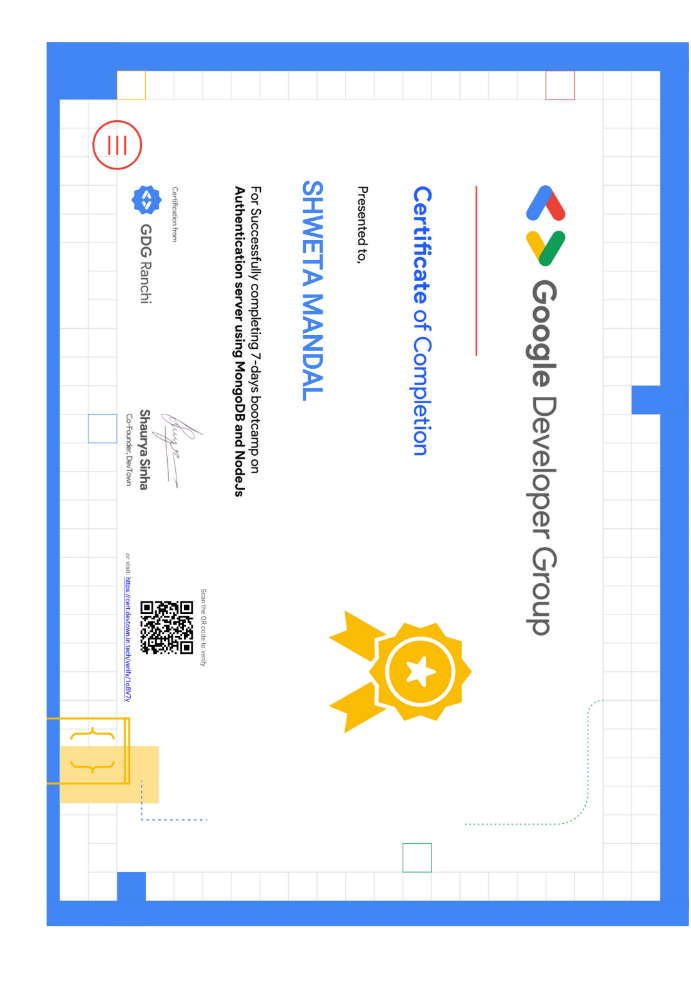 Google Developer Group
Certificate of Completion
Presented to,
SHWETA MANDAL
For Successfully completing 7-days bootcamp on
Authentication server using MongoDB and NodeJs
Certification from
GDG Ranchi
Shaurya Sinha
Co-Founder, DevTown
Scan the QR code to verify
or visit: https://cert.devtown.in.tech/verify/1eBV7y